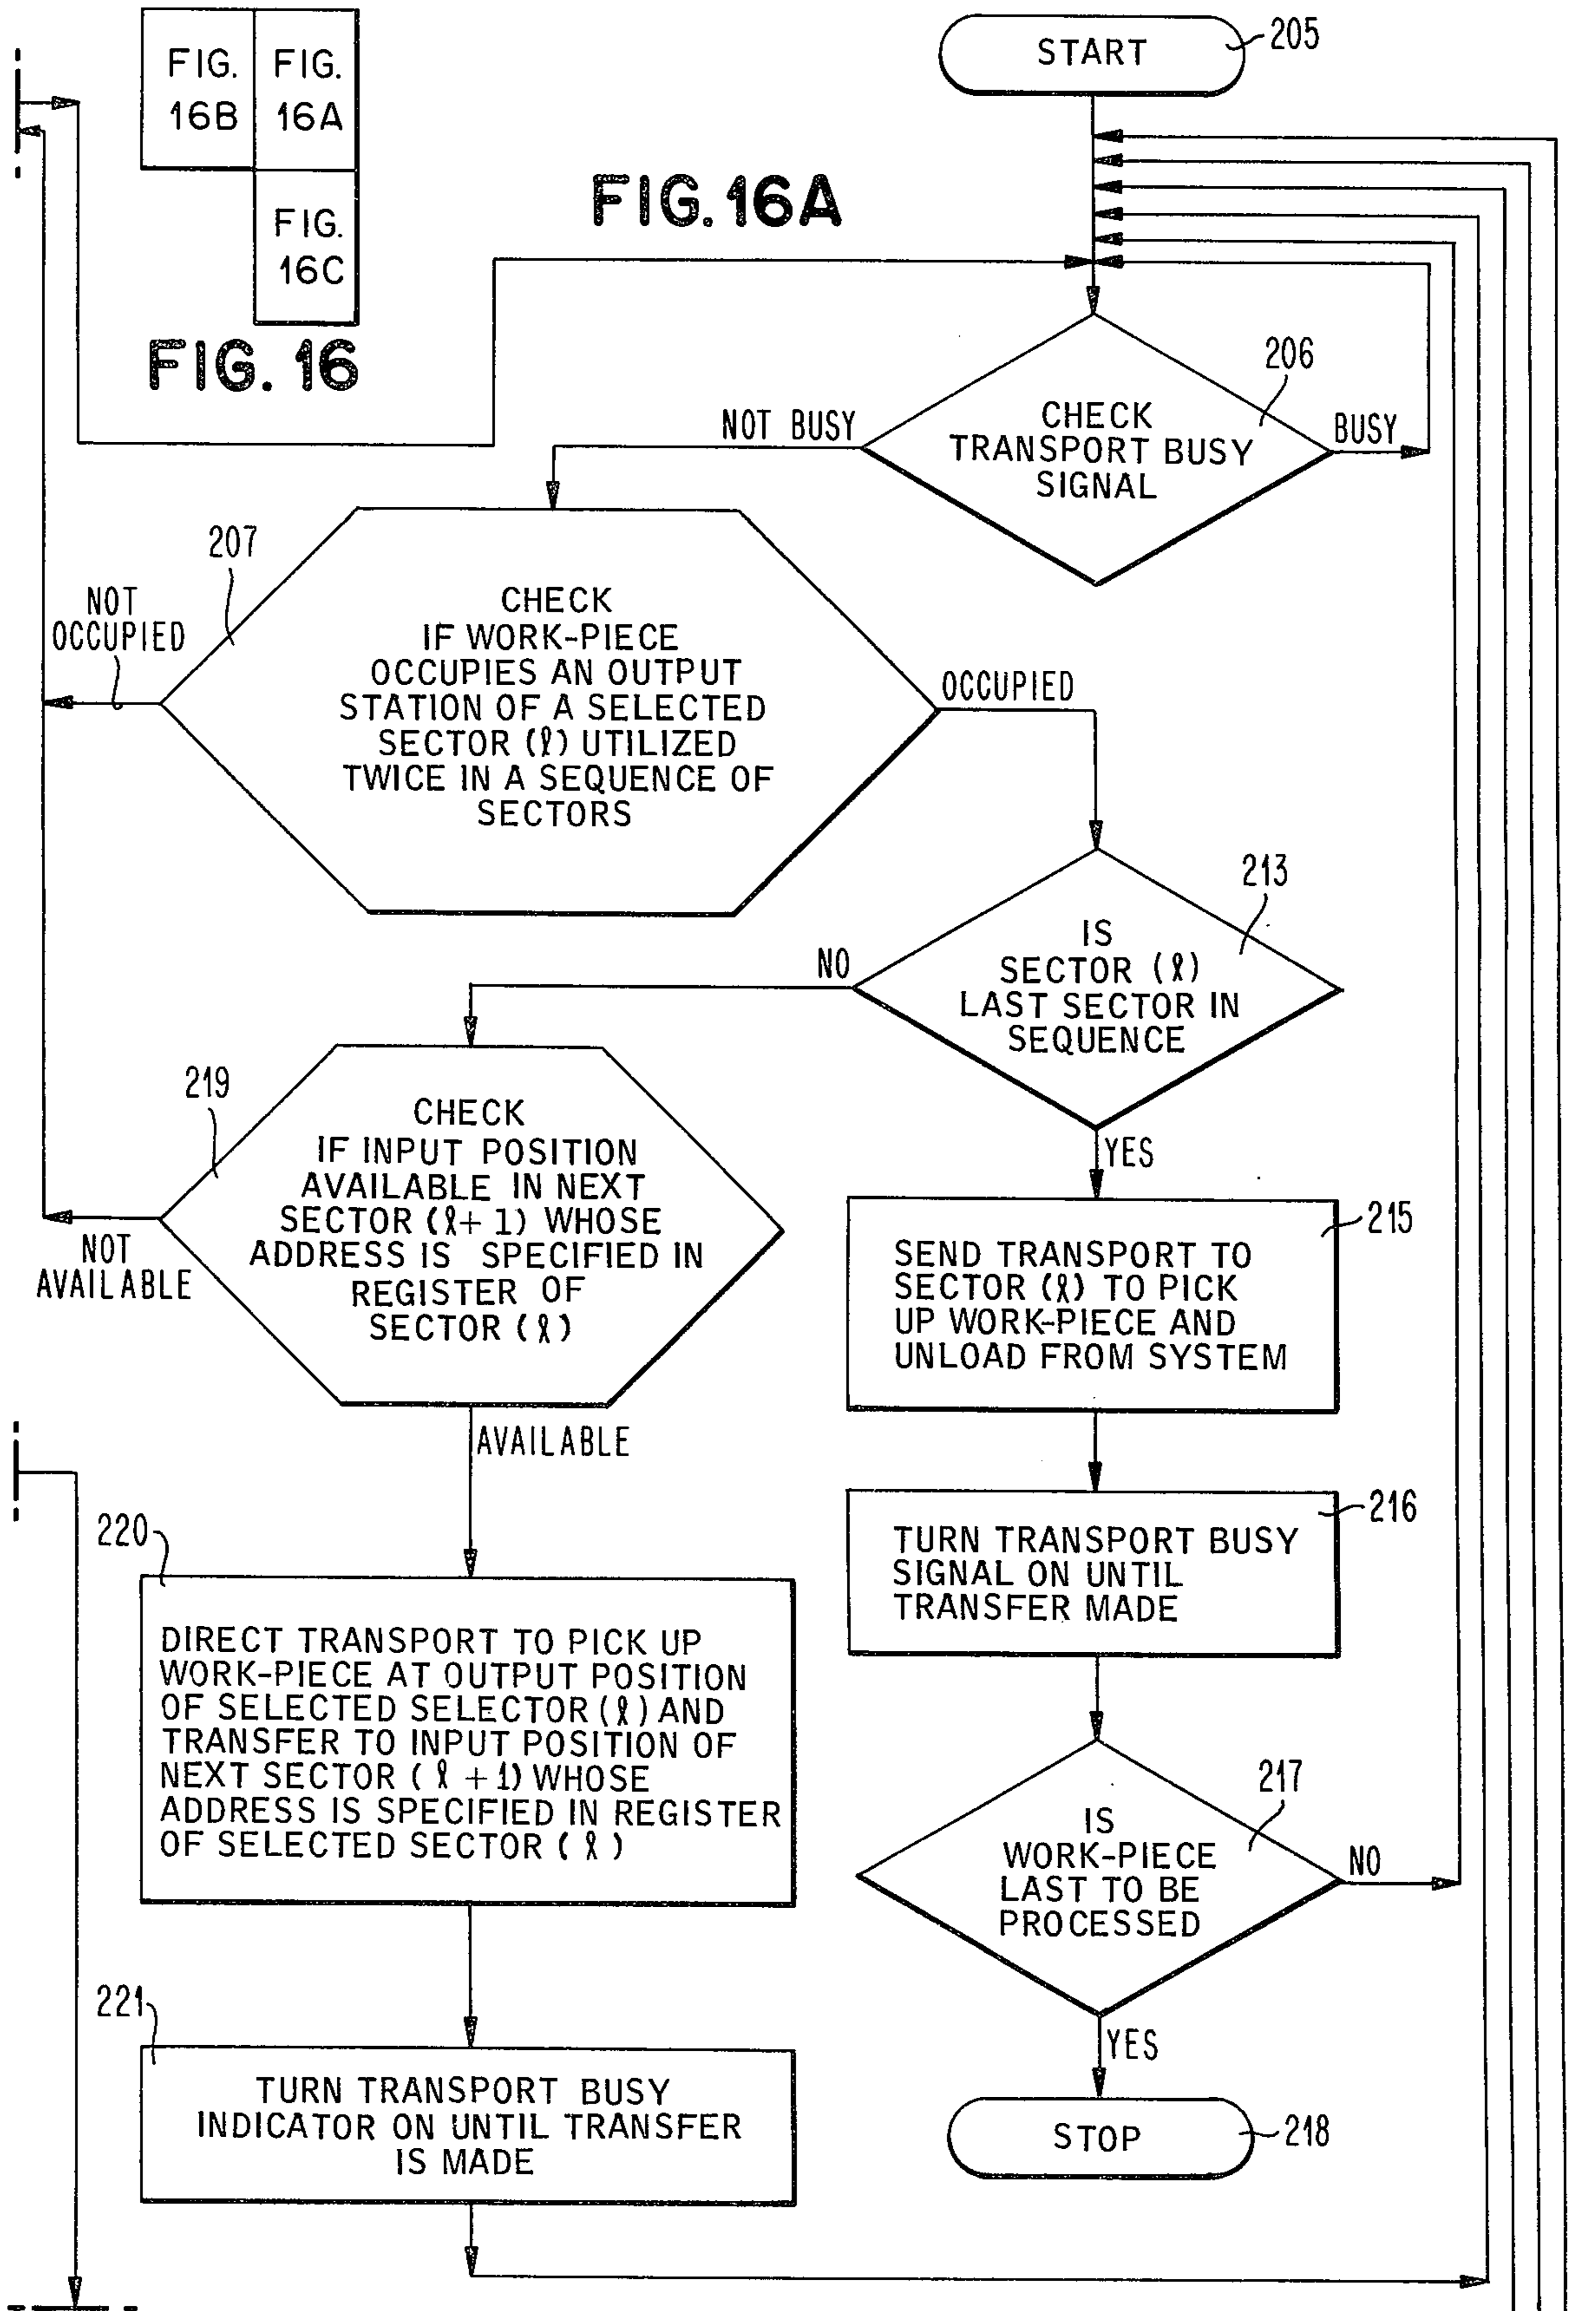 FIG.
16B
FIG.
16A
FIG.
16C
FIG. 16
FIG. 16A
START
205
206
CHECK
TRANSPORT BUSY
SIGNAL
NOT BUSY
BUSY
207
NOT
OCCUPIED
CHECK
IF WORK-PIECE
OCCUPIES AN OUTPUT
STATION OF A SELECTED
SECTOR (ℓ) UTILIZED
TWICE IN A SEQUENCE OF
SECTORS
OCCUPIED
213
IS
SECTOR (ℓ)
LAST SECTOR IN
SEQUENCE
NO
YES
219
CHECK
IF INPUT POSITION
AVAILABLE IN NEXT
SECTOR (ℓ+ 1) WHOSE
ADDRESS IS SPECIFIED IN
REGISTER OF
SECTOR (ℓ)
NOT
AVAILABLE
AVAILABLE
215
SEND TRANSPORT TO
SECTOR (ℓ) TO PICK
UP WORK-PIECE AND
UNLOAD FROM SYSTEM
216
TURN TRANSPORT BUSY
SIGNAL ON UNTIL
TRANSFER MADE
220
DIRECT TRANSPORT TO PICK UP
WORK-PIECE AT OUTPUT POSITION
OF SELECTED SELECTOR (ℓ) AND
TRANSFER TO INPUT POSITION OF
NEXT SECTOR ( ℓ +1) WHOSE
ADDRESS IS SPECIFIED IN REGISTER
OF SELECTED SECTOR ( ℓ )
217
IS
WORK-PIECE
LAST TO BE
PROCESSED
NO
YES
221
TURN TRANSPORT BUSY
INDICATOR ON UNTIL TRANSFER
IS MADE
STOP
218